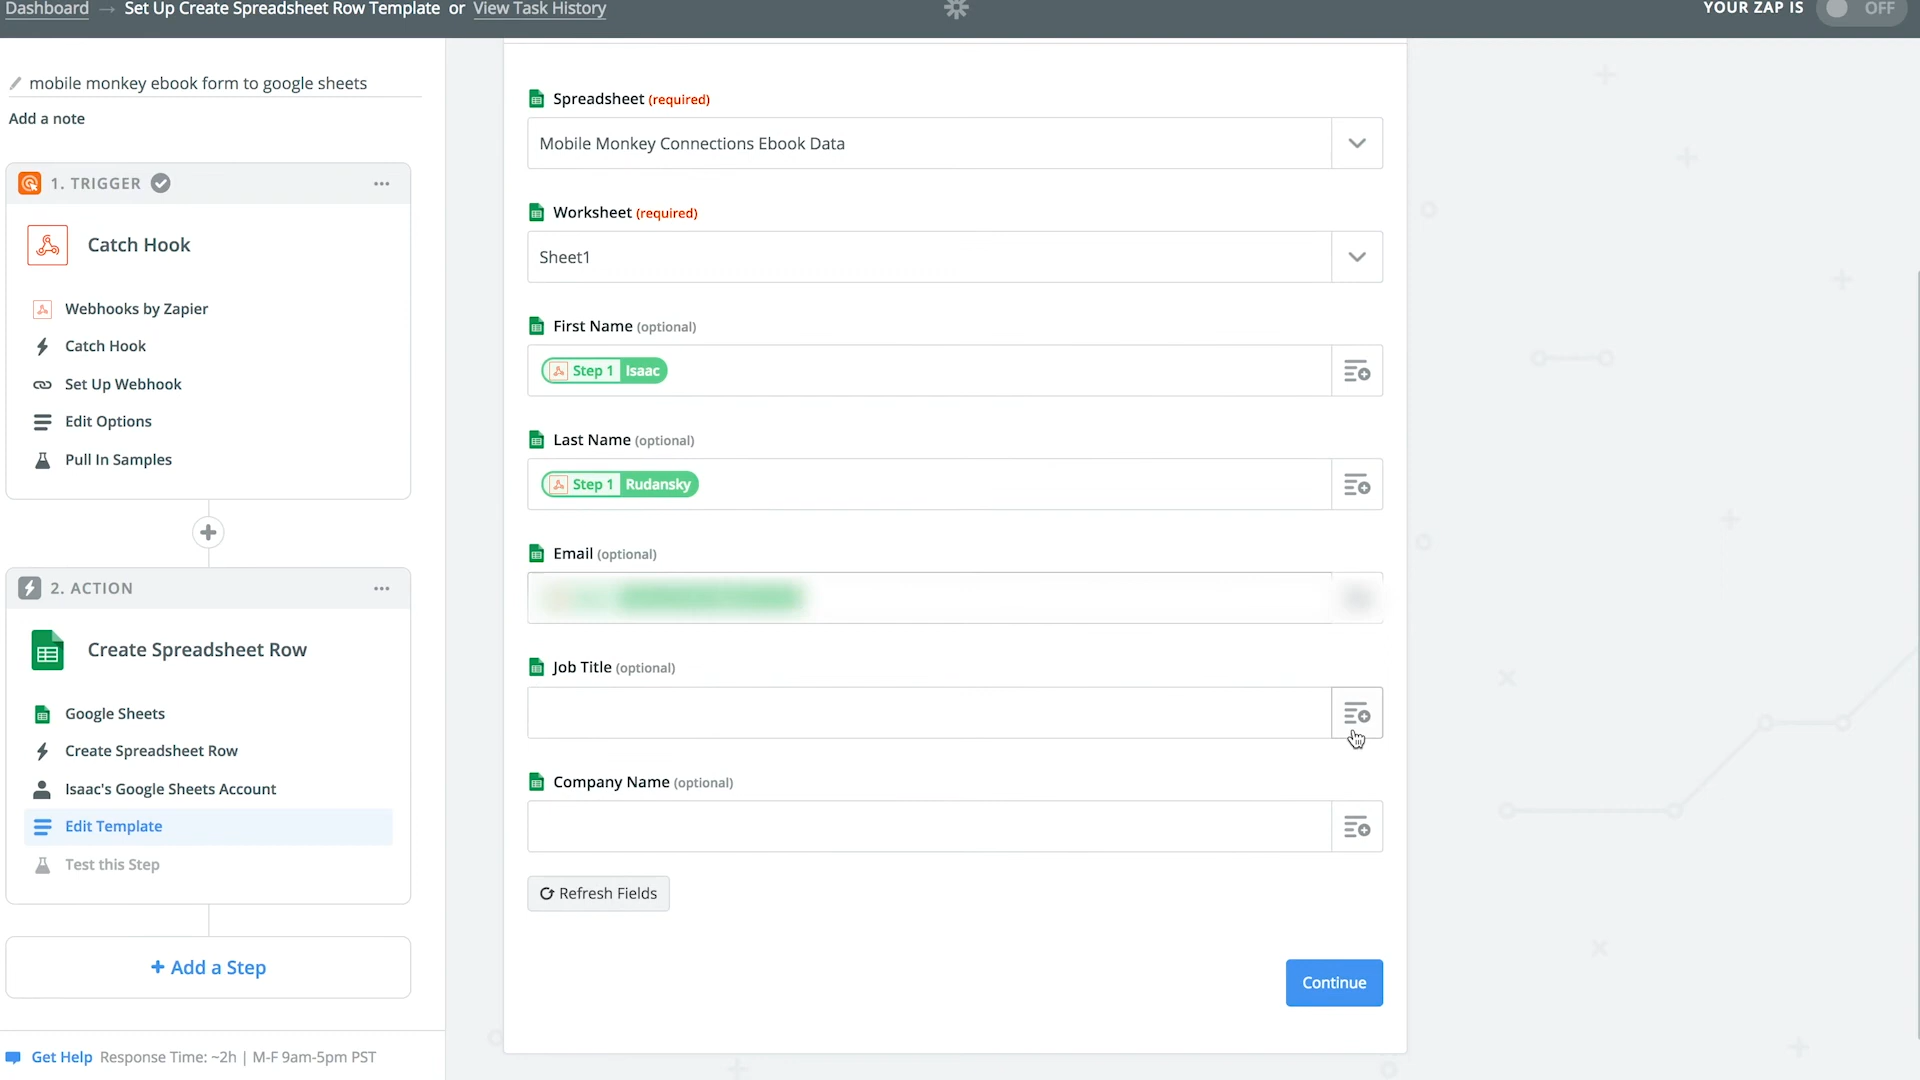 Dashboard → Set Up Create Spreadsheet Row Template or View Task History
YOUR ZAP IS OFF
mobile monkey ebook form to google sheets
Add a note
1. TRIGGER
Catch Hook
Webhooks by Zapier
Catch Hook
Set Up Webhook
Edit Options
Pull In Samples
2. ACTION
Create Spreadsheet Row
Google Sheets
Create Spreadsheet Row
Isaac's Google Sheets Account
Edit Template
Test this Step
+ Add a Step
Get Help Response Time: ~2h | M-F 9am-5pm PST
Spreadsheet (required)
Mobile Monkey Connections Ebook Data
Worksheet (required)
Sheet1
First Name (optional)
Step 1 Isaac
Last Name (optional)
Step 1 Rudansky
Email (optional)
Job Title (optional)
Company Name (optional)
Refresh Fields
Continue